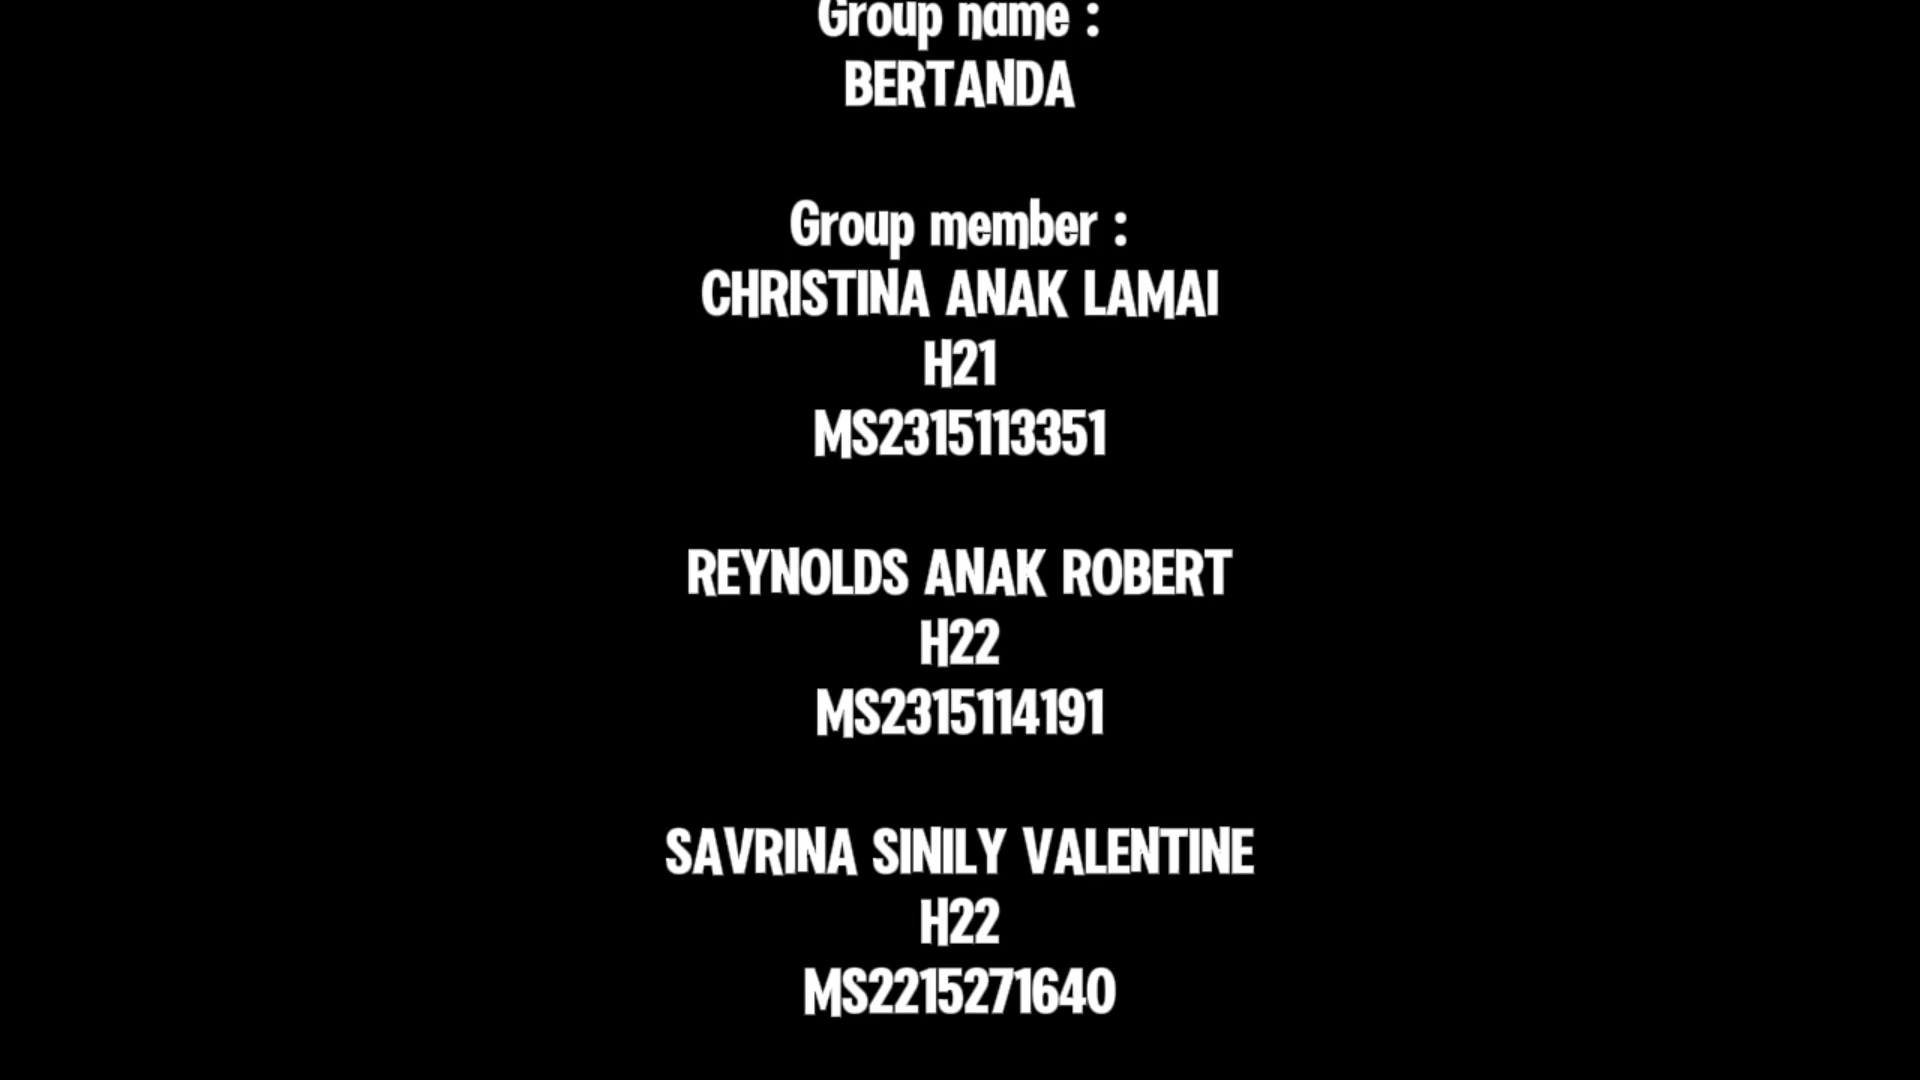 Group name :
BERTANDA
Group member :
CHRISTINA ANAK LAMAI
H21
MS2315113351
REYNOLDS ANAK ROBERT
H22
MS2315114191
SAVRINA SINILY VALENTINE
H22
MS2215271640